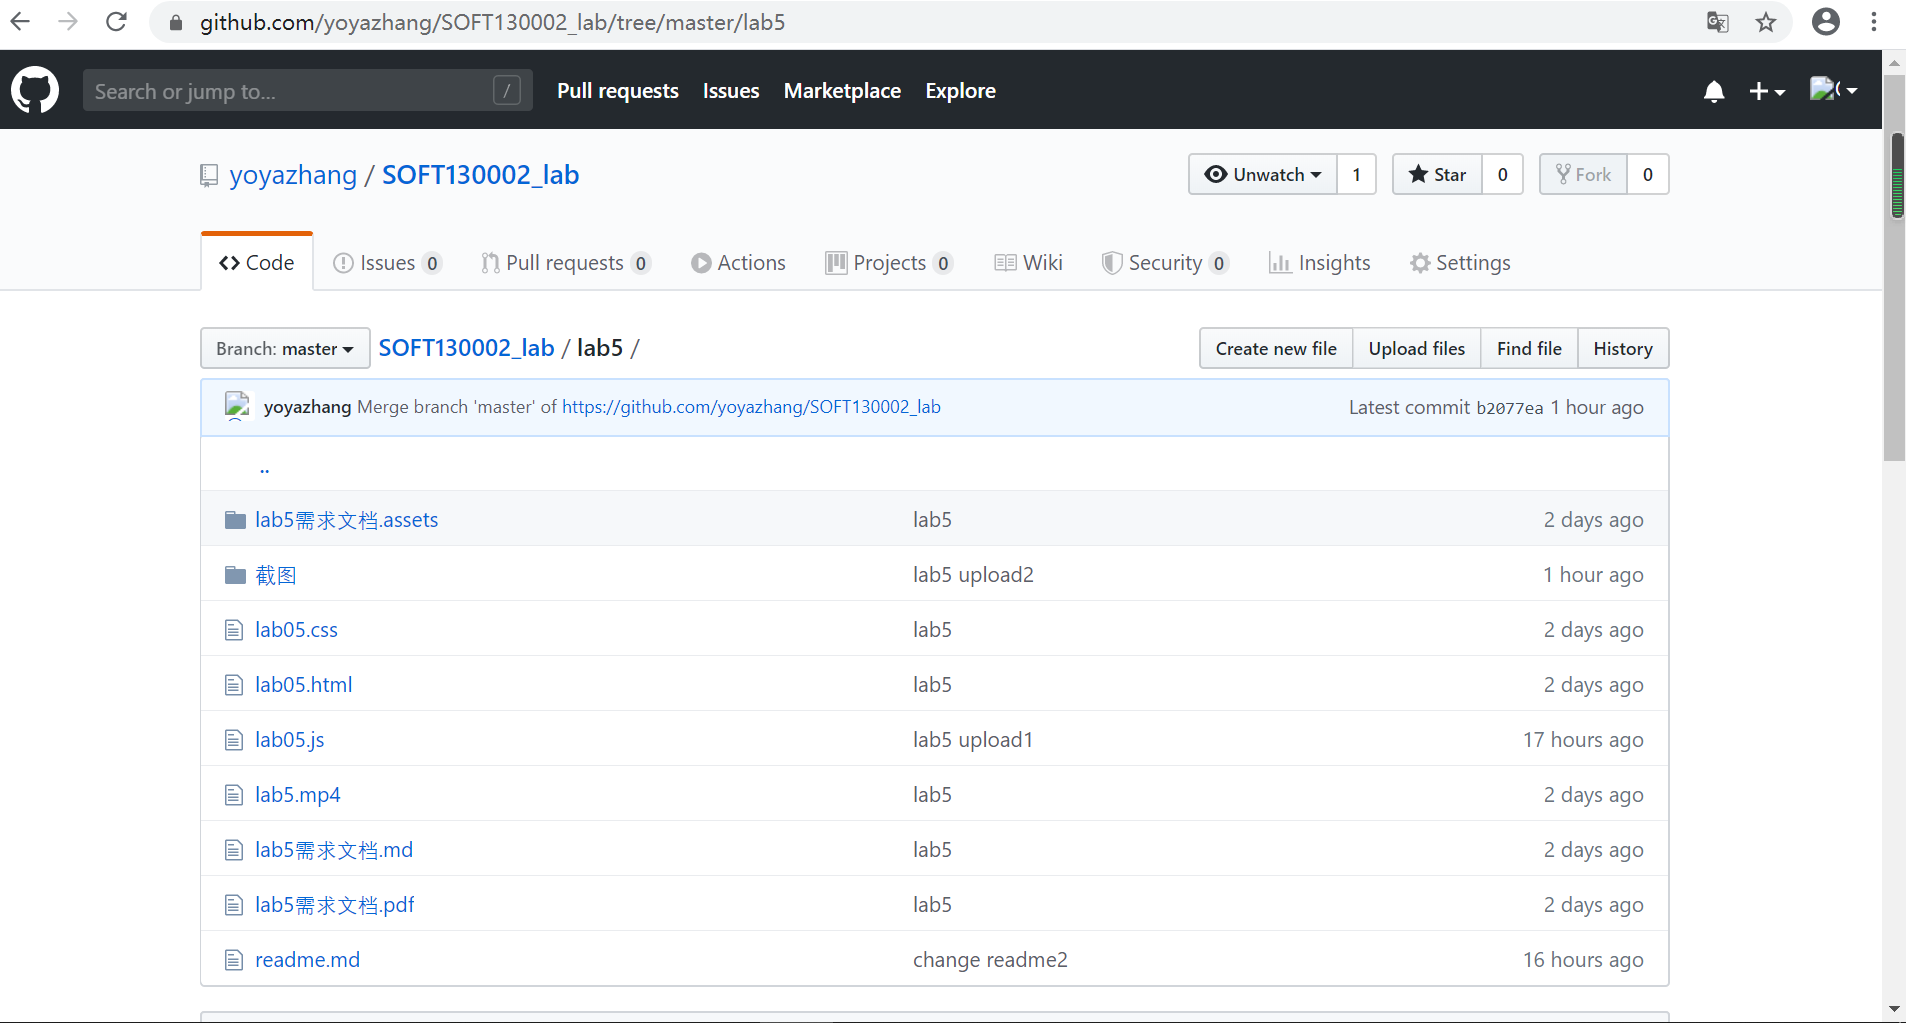 github.com/yoyazhang/SOFT130002_lab/tree/master/lab5
Search or jump to... / Pull requests Issues Marketplace Explore
yoyazhang / SOFT130002_lab Unwatch 1 Star 0 Fork 0
Code Issues 0 Pull requests 0 Actions Projects 0 Wiki Security 0 Insights Settings
Branch: master SOFT130002_lab / lab5 / Create new file Upload files Find file History
yoyazhang Merge branch 'master' of https://github.com/yoyazhang/SOFT130002_lab Latest commit b2077ea 1 hour ago
..
lab5需求文档.assets lab5 2 days ago
截图 lab5 upload2 1 hour ago
lab05.css lab5 2 days ago
lab05.html lab5 2 days ago
lab05.js lab5 upload1 17 hours ago
lab5.mp4 lab5 2 days ago
lab5需求文档.md lab5 2 days ago
lab5需求文档.pdf lab5 2 days ago
readme.md change readme2 16 hours ago